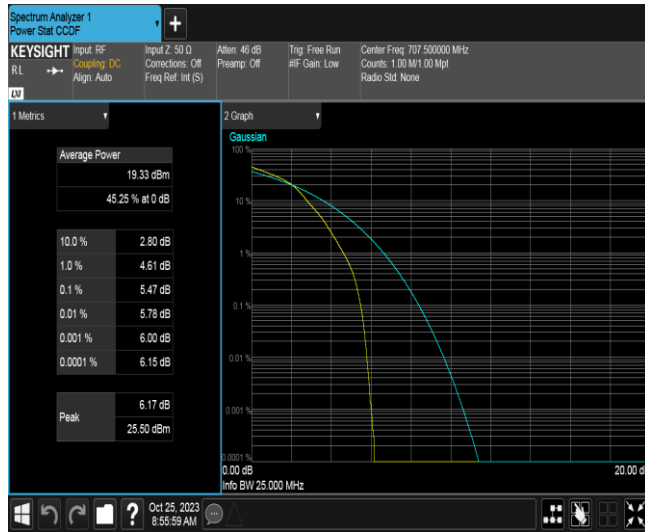 Spectrum Analyzer 1
Power Stat CCDF
+
KEYSIGHT
RL
Input: RF
Coupling: DC
Align: Auto
Input Z: 50 Ω
Corrections: Off
Freq Ref: Int (S)
Atten: 46 dB
Preamp: Off
Trig: Free Run
#IF Gain: Low
Center Freq: 707.500000 MHz
Counts: 1.00 M/1.00 Mpt
Radio Std: None
1 Metrics
Average Power
19.33 dBm
45.25 % at 0 dB
10.0 % 2.80 dB
1.0 % 4.61 dB
0.1 % 5.47 dB
0.01 % 5.78 dB
0.001 % 6.00 dB
0.0001 % 6.15 dB
Peak
6.17 dB
25.50 dBm
2 Graph
Gaussian
100 %
10 %
1 %
0.1 %
0.01 %
0.001 %
0.0001 %
0.00 dB
20.00 d
Info BW 25.000 MHz
?
Oct 25, 2023
8:55:59 AM